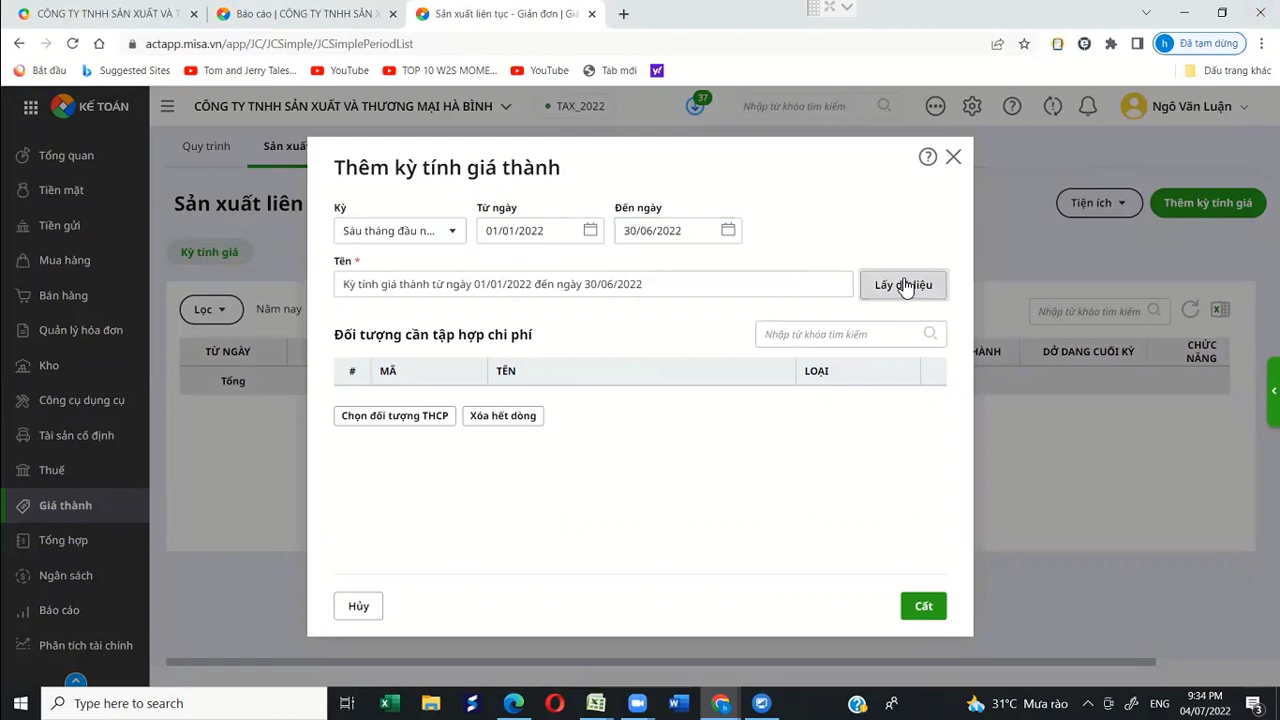 CÔNG TY TNHH SẢN XUẤT VÀ T
Báo cáo | CÔNG TY TNHH SẢN X
Sản xuất liên tục - Giản đơn | Giá
actapp.misa.vn/app/JC/JCSimple/JCSimplePeriodList
h Đã tạm dừng
Bắt đầu
Suggested Sites
Tom and Jerry Tales...
YouTube
TOP 10 W2S MOME...
YouTube
Tab mới
Dấu trang khác
KẾ TOÁN
CÔNG TY TNHH SẢN XUẤT VÀ THƯƠNG MẠI HÀ BÌNH
TAX_2022
37
Nhập từ khóa tìm kiếm
Ngô Văn Luận
Tổng quan
Tiền mặt
Tiền gửi
Mua hàng
Bán hàng
Quản lý hóa đơn
Kho
Công cụ dụng cụ
Tài sản cố định
Thuế
Giá thành
Tổng hợp
Ngân sách
Báo cáo
Phân tích tài chính
Quy trình
Sản xuấ
Sản xuất liên
Tiện ích
Thêm kỳ tính giá
Kỳ tính giá
Lọc
Năm nay
Nhập từ khóa tìm kiếm
TỪ NGÀY
HÀNH
DỞ DANG CUỐI KỲ
CHỨC NĂNG
Tổng
Thêm kỳ tính giá thành
Kỳ
Từ ngày
Đến ngày
Sáu tháng đầu n...
01/01/2022
30/06/2022
Tên *
Kỳ tính giá thành từ ngày 01/01/2022 đến ngày 30/06/2022
Lấy dữ liệu
Đối tượng cần tập hợp chi phí
Nhập từ khóa tìm kiếm
# MÃ TÊN LOẠI
Chọn đối tượng THCP
Xóa hết dòng
Hủy
Cất
Type here to search
31°C Mưa rào
ENG
9:34 PM
04/07/2022
3